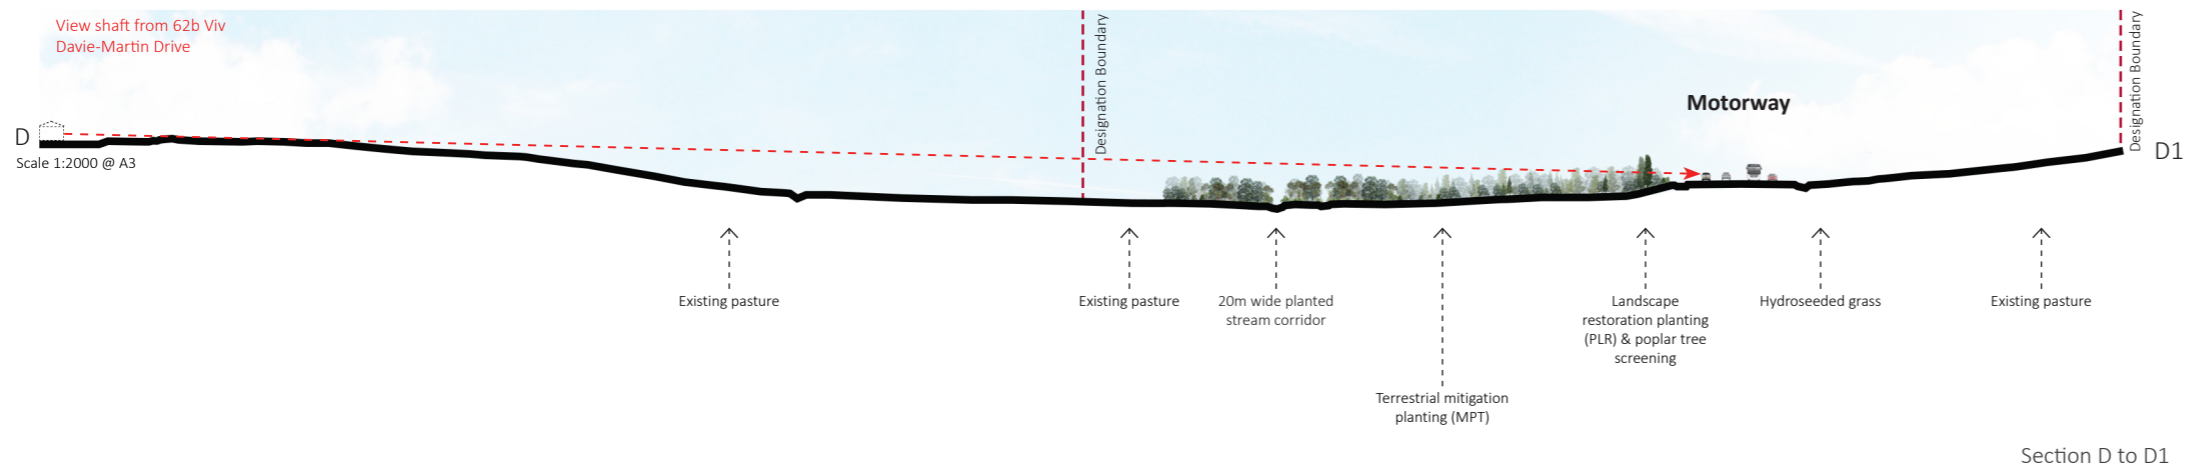 View shaft from 62b Viv
Davie-Martin Drive
Designation Boundary
Designation Boundary
Motorway
D
D1
Scale 1:2000 @ A3
Existing pasture
Existing pasture
20m wide planted
stream corridor
Landscape
restoration planting
(PLR) & poplar tree
screening
Hydroseeded grass
Existing pasture
Terrestrial mitigation
planting (MPT)
Section D to D1